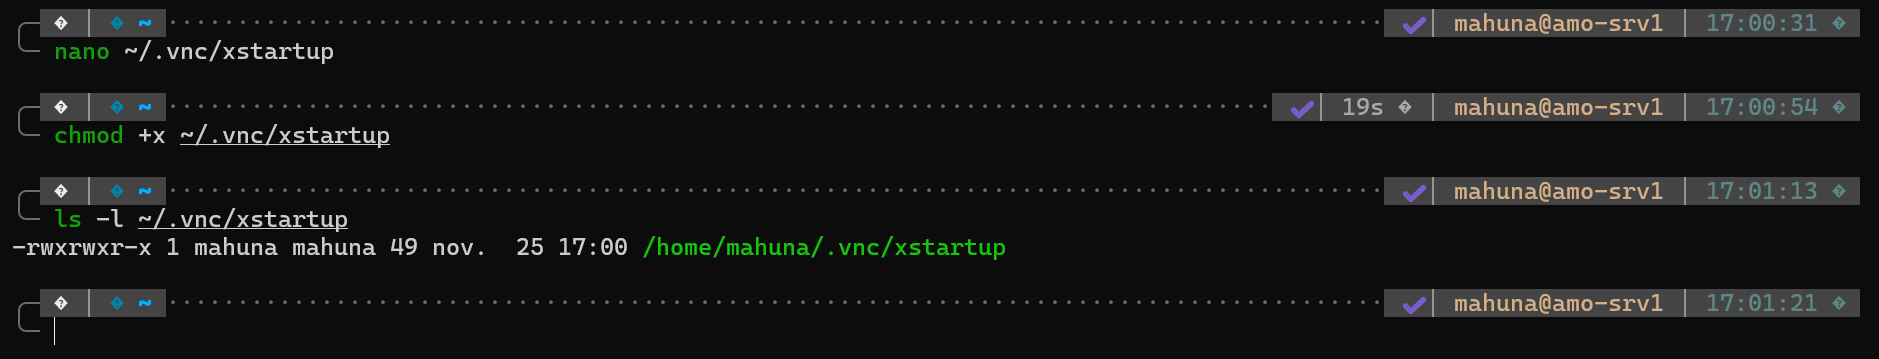 ~ mahuna@amo-srv1 17:00:31
nano ~/.vnc/xstartup
~ 19s mahuna@amo-srv1 17:00:54
chmod +x ~/.vnc/xstartup
~ mahuna@amo-srv1 17:01:13
ls -l ~/.vnc/xstartup
-rwxrwxr-x 1 mahuna mahuna 49 nov.  25 17:00 /home/mahuna/.vnc/xstartup
~ mahuna@amo-srv1 17:01:21